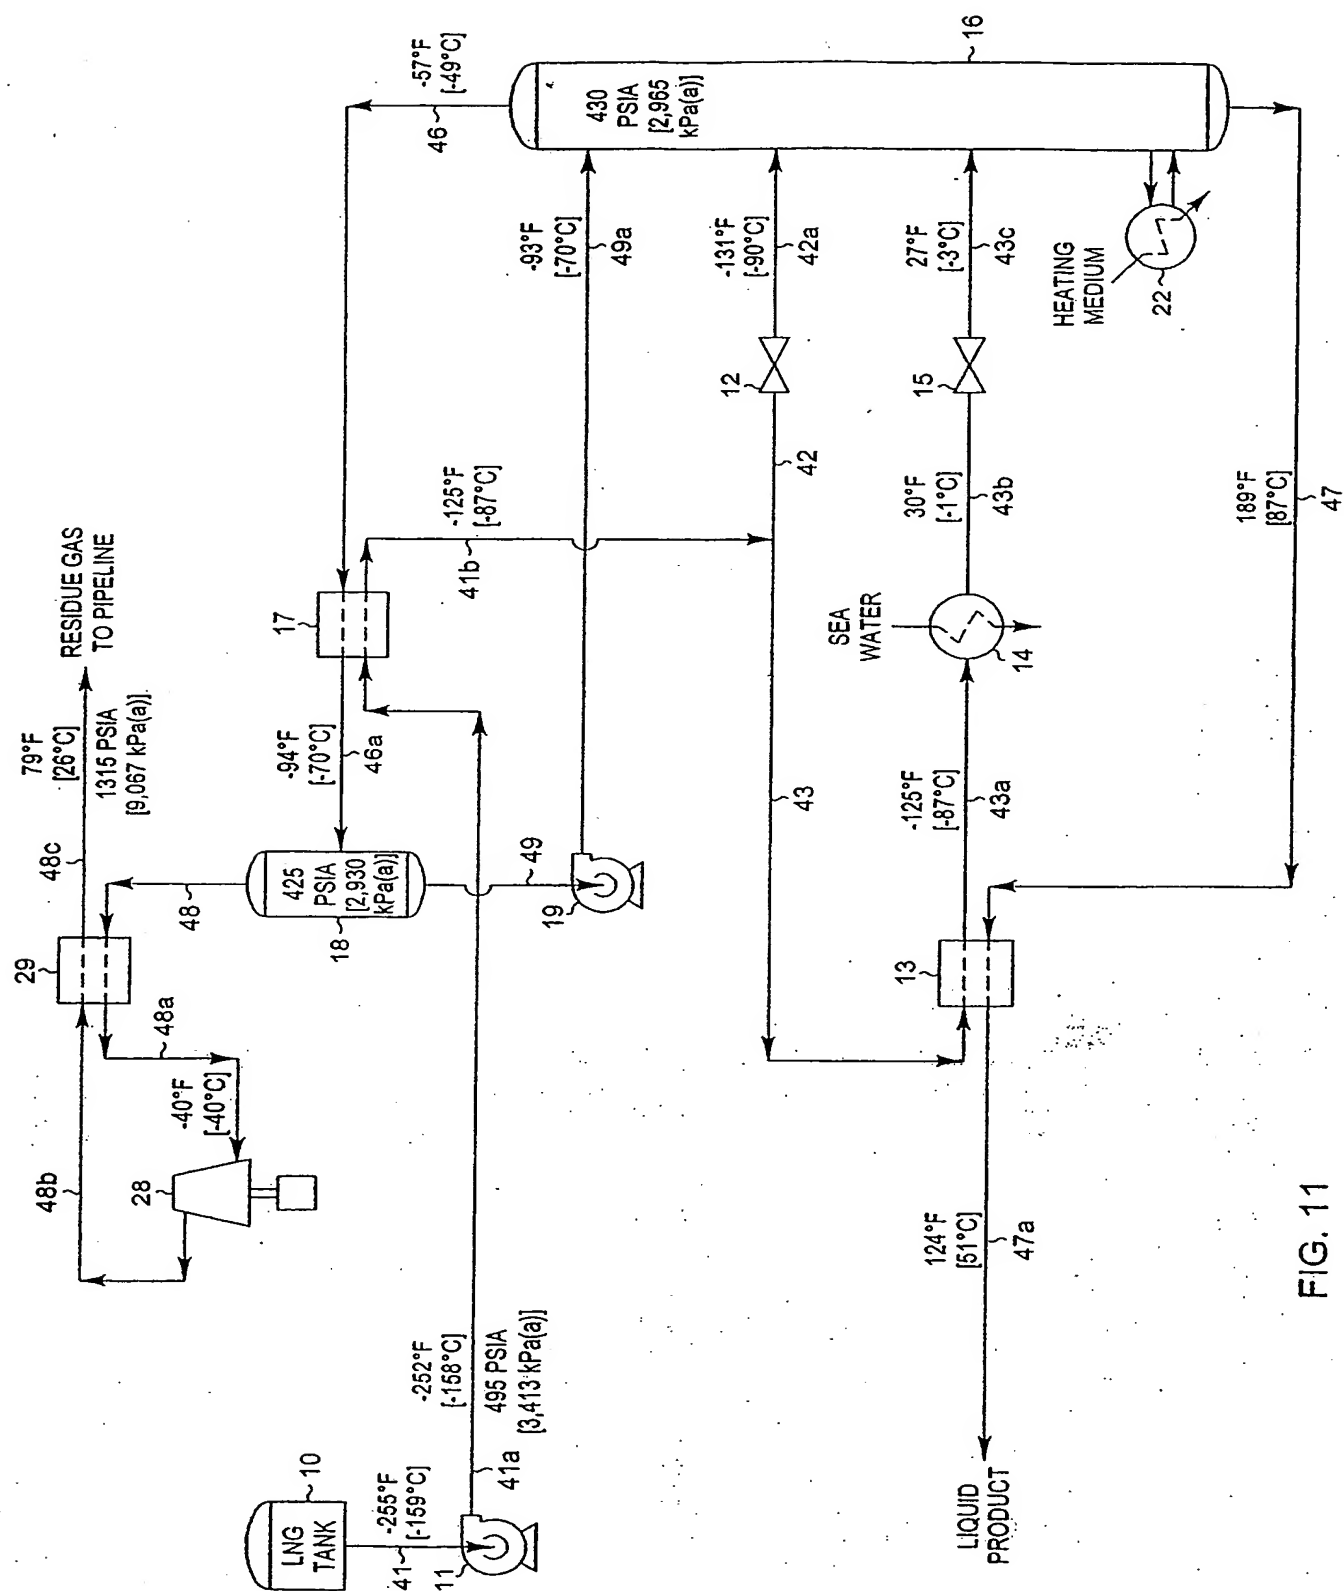 79°F
[26°C]
RESIDUE GAS
TO PIPELINE
1315 PSIA
[9,067 kPa(a)]
48c
29
48
48a
-40°F
[-40°C]
48b
28
425
PSIA
[2,930
kPa(a)]
18
-94°F
[-70°C]
46a
17
-57°F
[-49°C]
46
41b
-125°F
[-87°C]
49
19
-93°F
[-70°C]
49a
430
PSIA
[2,965
kPa(a)]
16
LNG
TANK
10
-255°F
[-159°C]
41
11
-252°F
[-158°C]
495 PSIA
[3,413 kPa(a)]
41a
43
42
12
-131°F
[-90°C]
42a
13
-125°F
[-87°C]
43a
SEA
WATER
14
30°F
[-1°C]
43b
15
27°F
[-3°C]
43c
HEATING
MEDIUM
22
189°F
[87°C]
47
124°F
[51°C]
47a
LIQUID
PRODUCT
FIG. 11